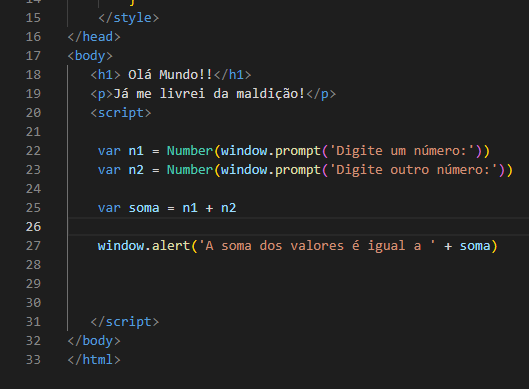 14 }
15 </style>
16 </head>
17 <body>
18 <h1> Olá Mundo!!</h1>
19 <p>Já me livrei da maldição!</p>
20 <script>
21
22 var n1 = Number(window.prompt('Digite um número:'))
23 var n2 = Number(window.prompt('Digite outro número:'))
24
25 var soma = n1 + n2
26
27 window.alert('A soma dos valores é igual a ' + soma)
28
29
30
31 </script>
32 </body>
33 </html>